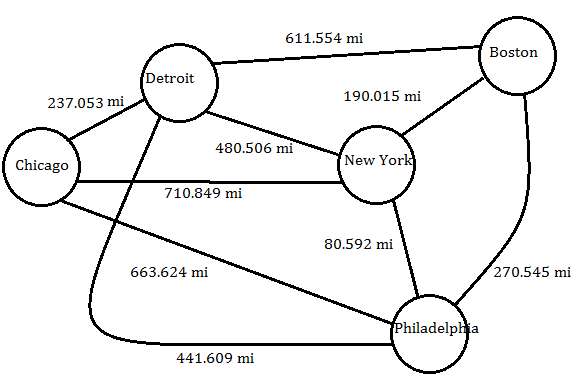 611.554 mi
Boston
Detroit
237.053 mi
190.015 mi
480.506 mi
New York
Chicago
710.849 mi
80.592 mi
663.624 mi
270.545 mi
Philadelphia
441.609 mi